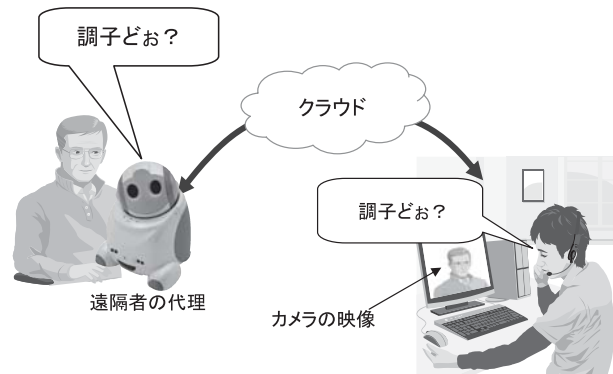 調子どぉ？
クラウド
調子どぉ？
遠隔者の代理
カメラの映像